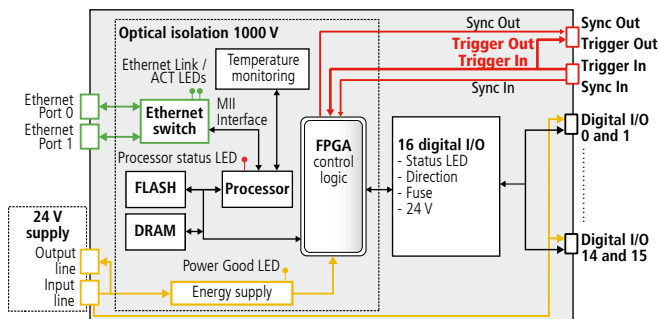 Optical isolation 1000 V
Ethernet Link /
ACT LEDs
Temperature
monitoring
Sync Out
Trigger Out
Trigger In
Sync In
Sync Out
Trigger Out
Trigger In
Sync In
Ethernet
Port 0
Ethernet
Port 1
Ethernet
switch
MII
Interface
Processor status LED
FLASH
Processor
DRAM
FPGA
control
logic
16 digital I/O
- Status LED
- Direction
- Fuse
- 24 V
Digital I/O
0 and 1
Digital I/O
14 and 15
24 V
supply
Output
line
Input
line
Power Good LED
Energy supply